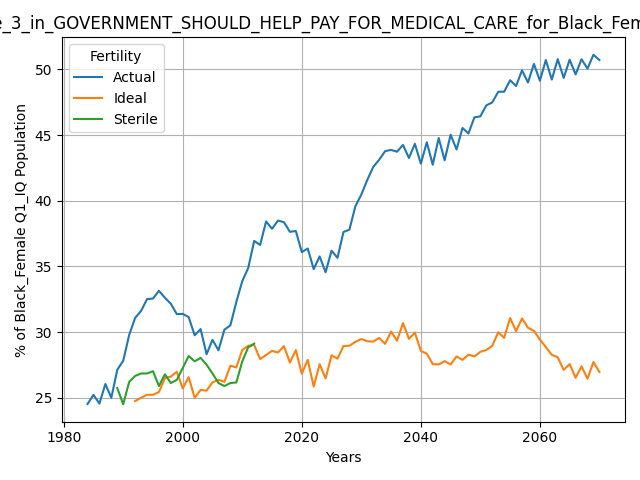 e_3_in_GOVERNMENT_SHOULD_HELP_PAY_FOR_MEDICAL_CARE_for_Black_Fem
Fertility
Actual
Ideal
Sterile
% of Black_Female Q1_IQ Population
50
45
40
35
30
25
1980
2000
2020
2040
2060
Years